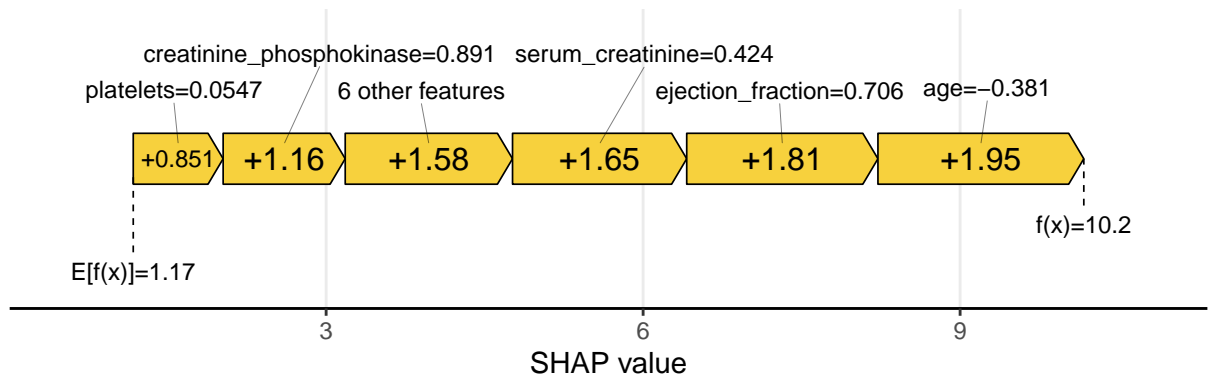 creatinine_phosphokinase=0.891 serum_creatinine=0.424
platelets=0.0547 6 other features ejection_fraction=0.706 age=−0.381
+0.851 +1.16 +1.58 +1.65 +1.81 +1.95
f(x)=10.2
E[f(x)]=1.17
3 6 9
SHAP value